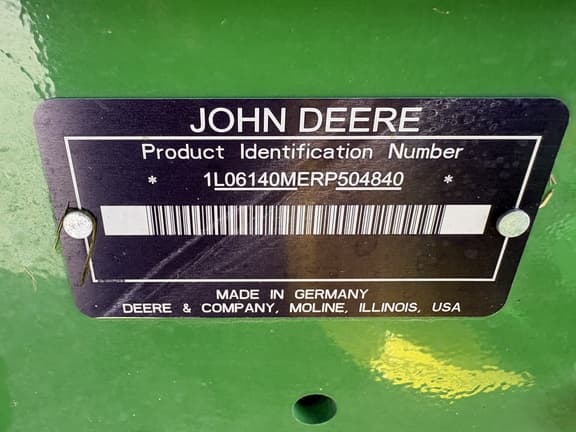 JOHN DEERE
Product Identification Number
* 1L06140MERP504840 *
MADE IN GERMANY
DEERE & COMPANY, MOLINE, ILLINOIS, USA